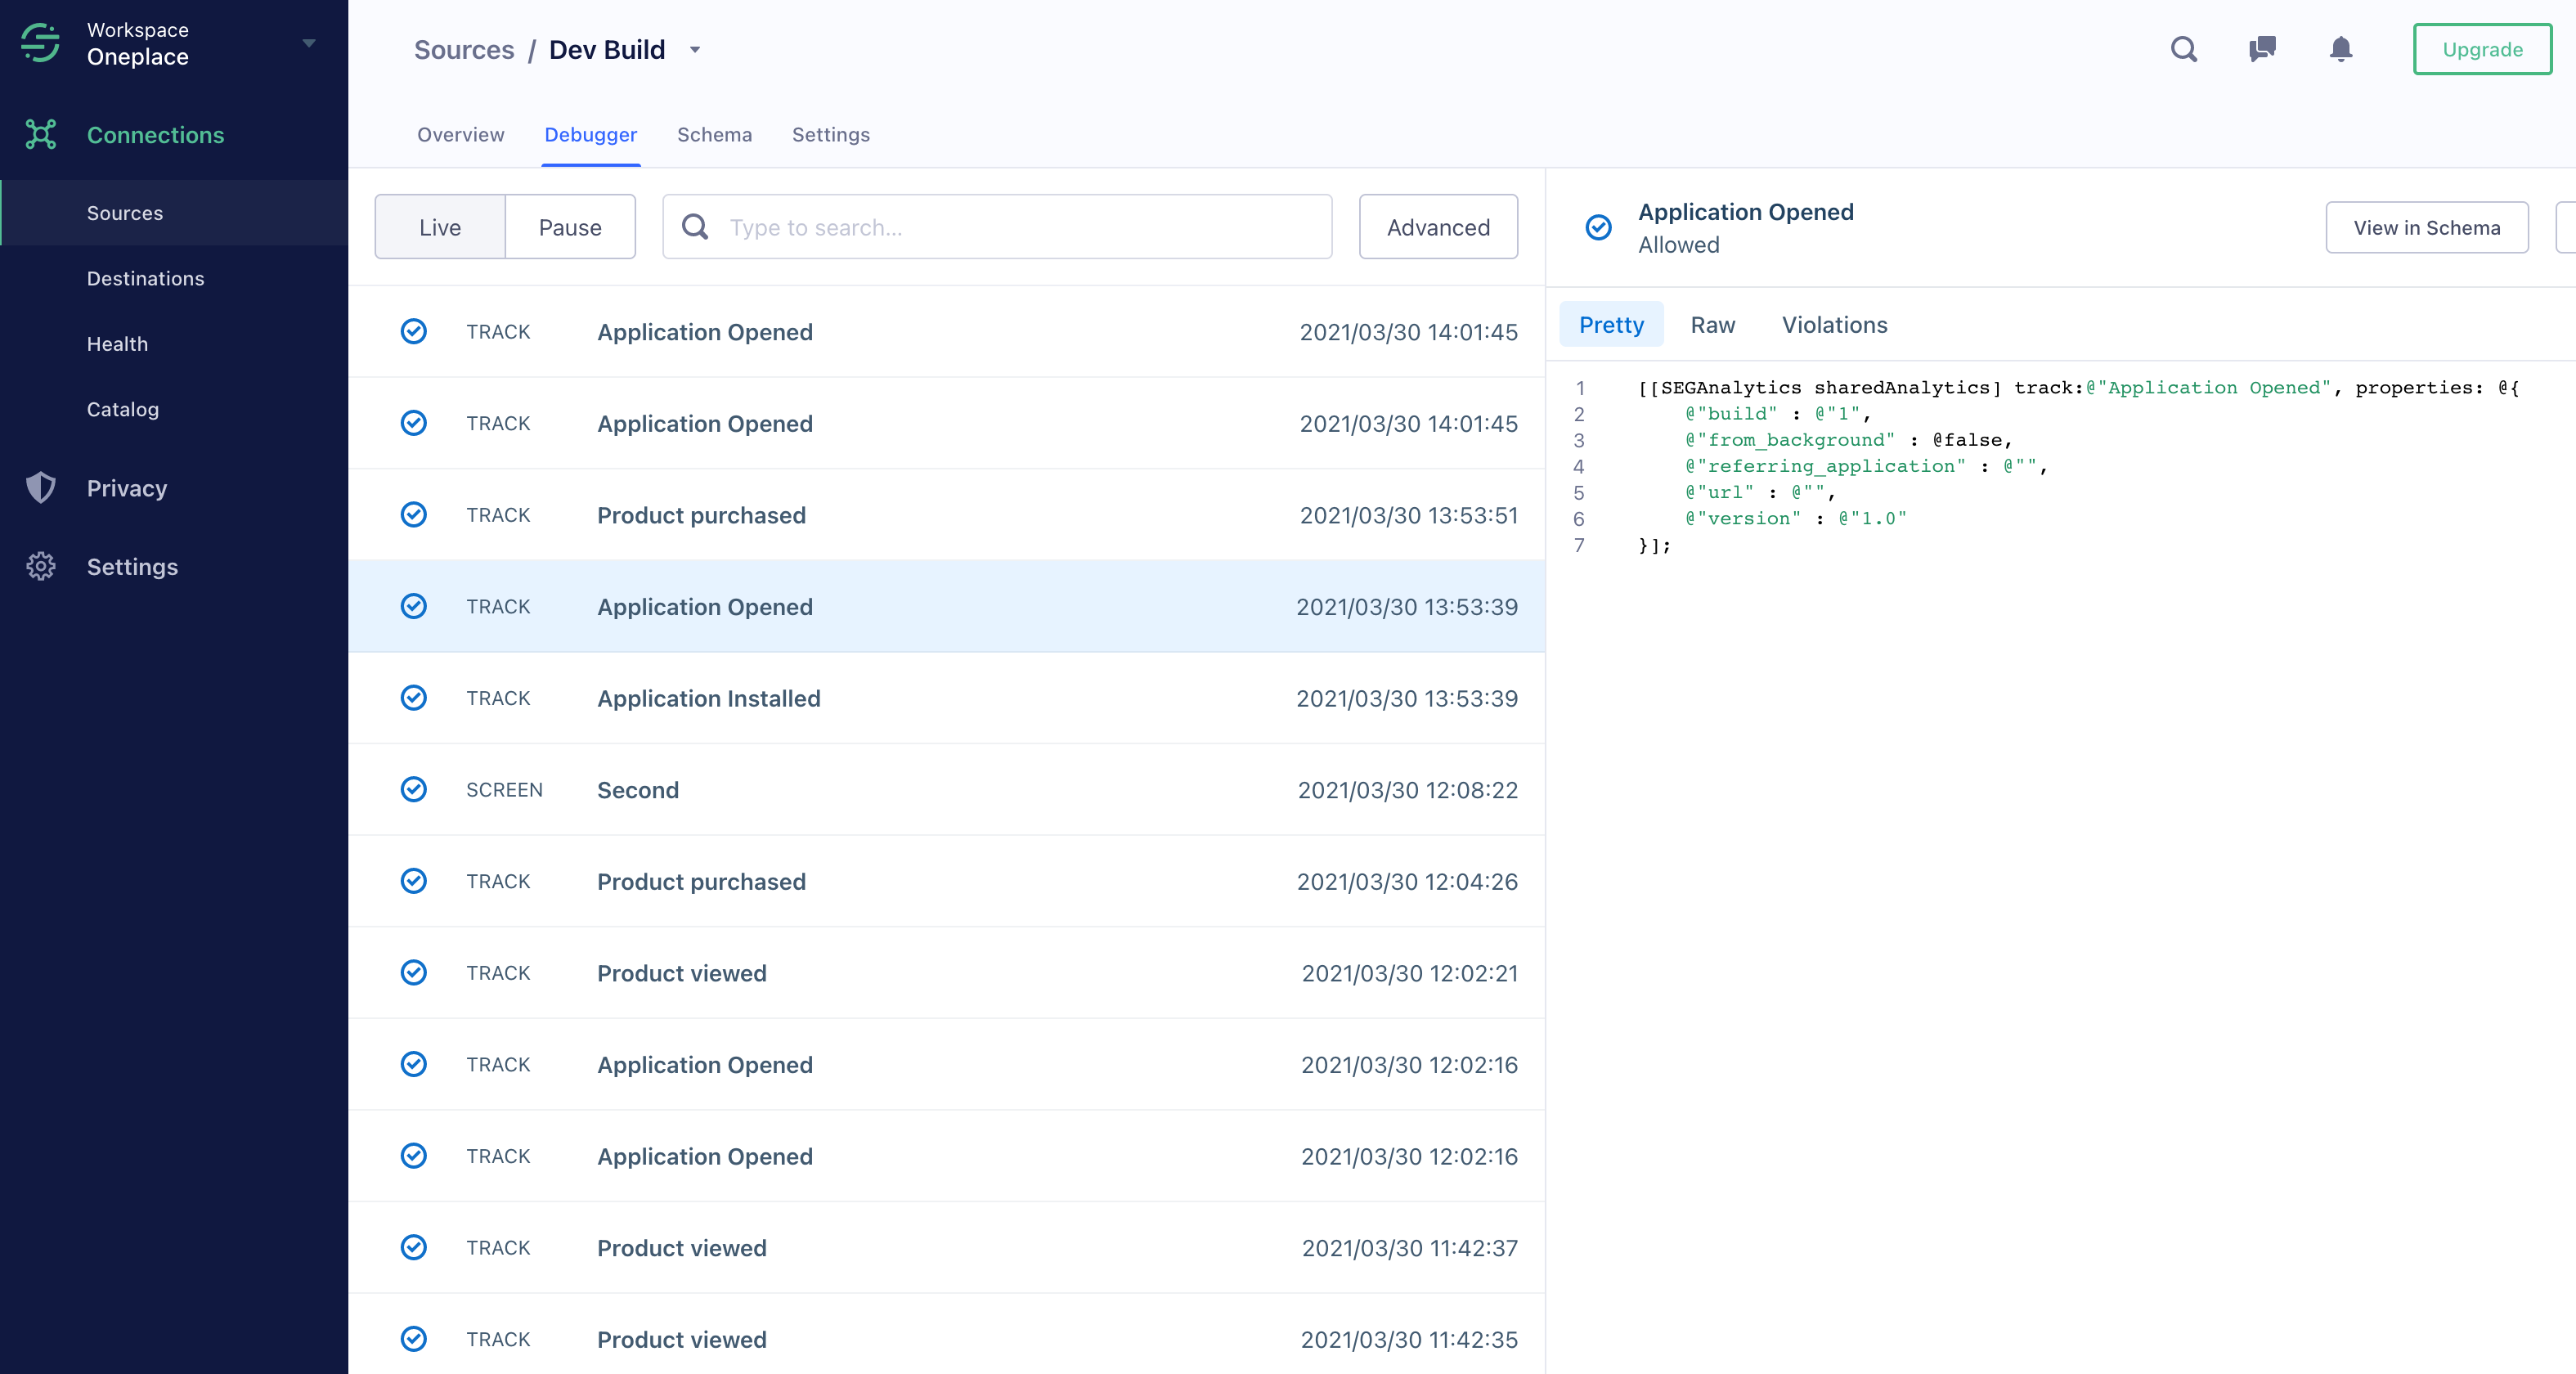 Workspace
Oneplace
Connections
Sources
Destinations
Health
Catalog
Privacy
Settings
Sources / Dev Build
Upgrade
Overview Debugger Schema Settings
Live Pause Type to search... Advanced
TRACK Application Opened 2021/03/30 14:01:45
TRACK Application Opened 2021/03/30 14:01:45
TRACK Product purchased 2021/03/30 13:53:51
TRACK Application Opened 2021/03/30 13:53:39
TRACK Application Installed 2021/03/30 13:53:39
SCREEN Second 2021/03/30 12:08:22
TRACK Product purchased 2021/03/30 12:04:26
TRACK Product viewed 2021/03/30 12:02:21
TRACK Application Opened 2021/03/30 12:02:16
TRACK Application Opened 2021/03/30 12:02:16
TRACK Product viewed 2021/03/30 11:42:37
TRACK Product viewed 2021/03/30 11:42:35
Application Opened
Allowed
View in Schema
Pretty Raw Violations
1 [[SEGAnalytics sharedAnalytics] track:@"Application Opened", properties: @{
2 @"build" : @"1",
3 @"from_background" : @false,
4 @"referring_application" : @"",
5 @"url" : @"",
6 @"version" : @"1.0"
7 }];